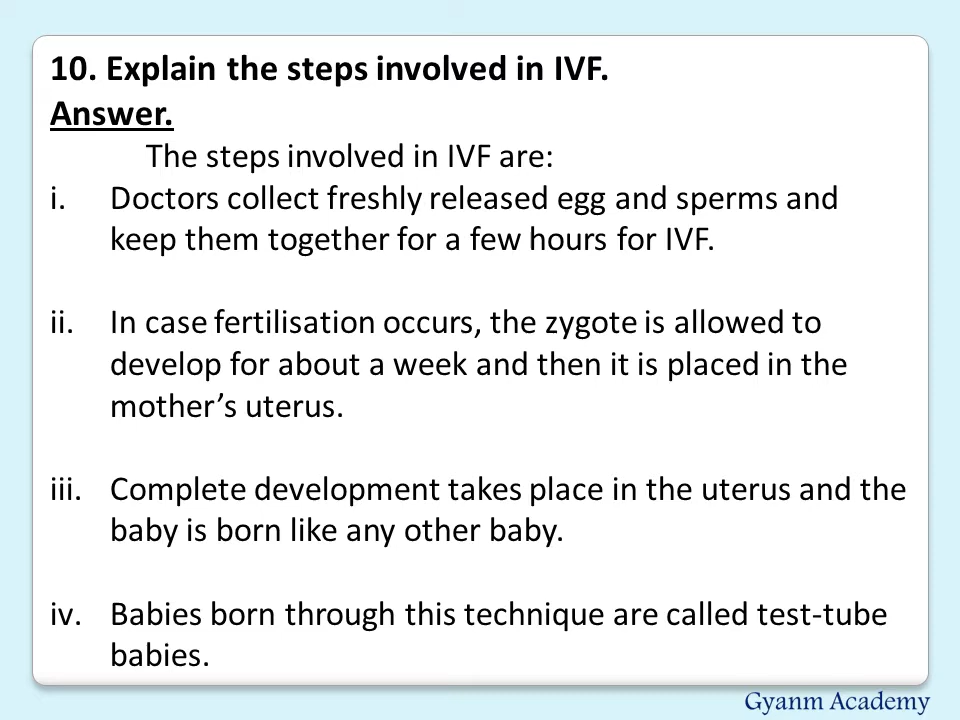 10. Explain the steps involved in IVF.
Answer.
The steps involved in IVF are:
i. Doctors collect freshly released egg and sperms and
keep them together for a few hours for IVF.
ii. In case fertilisation occurs, the zygote is allowed to
develop for about a week and then it is placed in the
mother’s uterus.
iii. Complete development takes place in the uterus and the
baby is born like any other baby.
iv. Babies born through this technique are called test-tube
babies.
Gyanm Academy